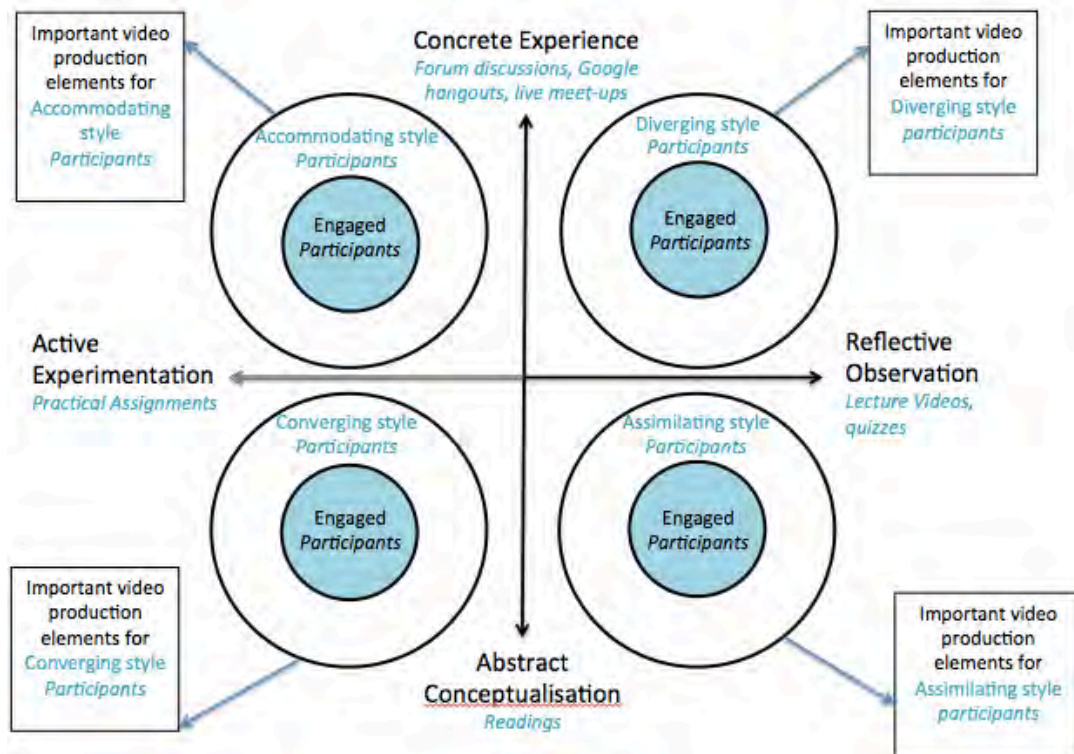 Important video
production
elements for
Accommodating
style
Participants
Concrete Experience
Forum discussions, Google
hangouts, live meet-ups
Important video
production
elements for
Diverging style
participants
Accommodating style
Participants
Engaged
Participants
Diverging style
Participants
Engaged
Participants
Active
Experimentation
Practical Assignments
Reflective
Observation
Lecture Videos,
quizzes
Converging style
Participants
Engaged
Participants
Assimilating style
Participants
Engaged
Participants
Important video
production
elements for
Converging style
Participants
Abstract
Conceptualisation
Readings
Important video
production
elements for
Assimilating style
participants